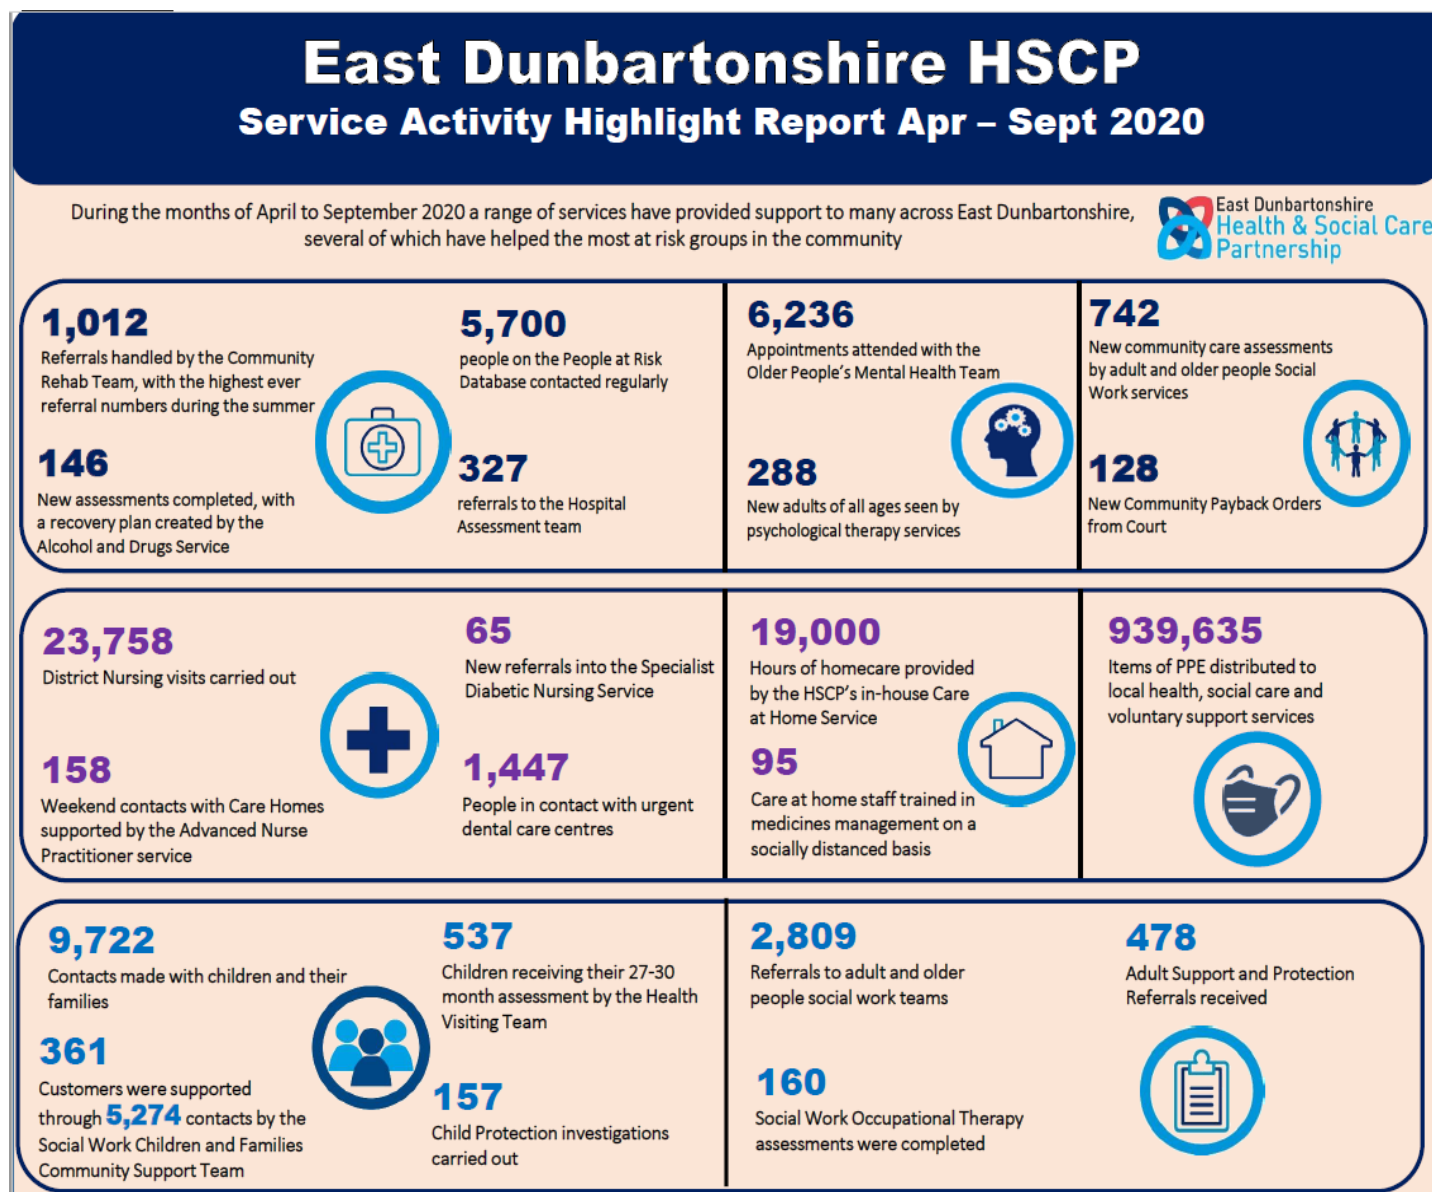 East Dunbartonshire HSCP
Service Activity Highlight Report Apr – Sept 2020
During the months of April to September 2020 a range of services have provided support to many across East Dunbartonshire,
several of which have helped the most at risk groups in the community
East Dunbartonshire
Health & Social Care
Partnership
1,012
Referrals handled by the Community
Rehab Team, with the highest ever
referral numbers during the summer
146
New assessments completed, with
a recovery plan created by the
Alcohol and Drugs Service
5,700
people on the People at Risk
Database contacted regularly
327
referrals to the Hospital
Assessment team
6,236
Appointments attended with the
Older People's Mental Health Team
288
New adults of all ages seen by
psychological therapy services
742
New community care assessments
by adult and older people Social
Work services
128
New Community Payback Orders
from Court
23,758
District Nursing visits carried out
158
Weekend contacts with Care Homes
supported by the Advanced Nurse
Practitioner service
65
New referrals into the Specialist
Diabetic Nursing Service
1,447
People in contact with urgent
dental care centres
19,000
Hours of homecare provided
by the HSCP's in-house Care
at Home Service
95
Care at home staff trained in
medicines management on a
socially distanced basis
939,635
Items of PPE distributed to
local health, social care and
voluntary support services
9,722
Contacts made with children and their
families
361
Customers were supported
through 5,274 contacts by the
Social Work Children and Families
Community Support Team
537
Children receiving their 27-30
month assessment by the Health
Visiting Team
157
Child Protection investigations
carried out
2,809
Referrals to adult and older
people social work teams
160
Social Work Occupational Therapy
assessments were completed
478
Adult Support and Protection
Referrals received